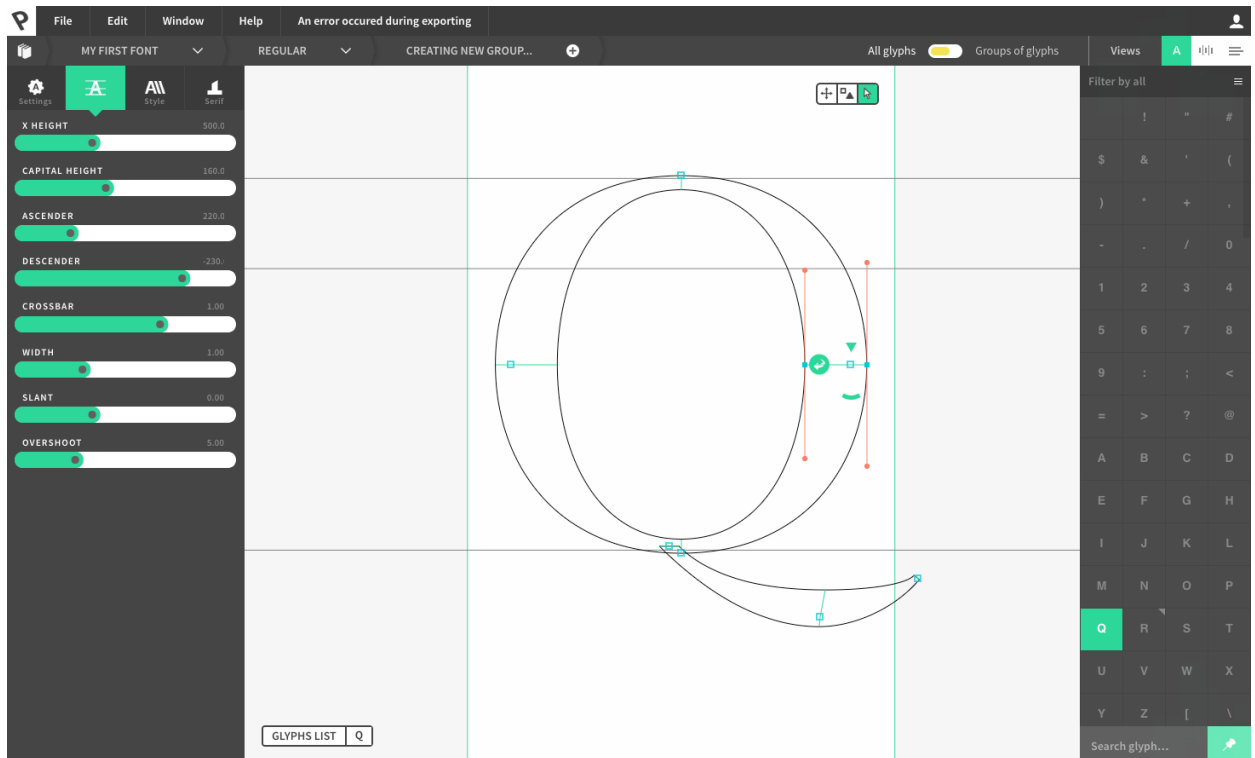 File Edit Window Help An error occured during exporting
MY FIRST FONT REGULAR CREATING NEW GROUP... All glyphs Groups of glyphs Views A
Settings A Style Serif
X HEIGHT 500.0
CAPITAL HEIGHT 160.0
ASCENDER 220.0
DESCENDER -230.
CROSSBAR 1.00
WIDTH 1.00
SLANT 0.00
OVERSHOOT 5.00
GLYPHS LIST Q
Filter by all
! " #
$ & ' (
) * + ,
- . / 0
1 2 3 4
5 6 7 8
9 : ; <
= > ? @
A B C D
E F G H
I J K L
M N O P
Q R S T
U V W X
Y Z [ \
Search glyph...